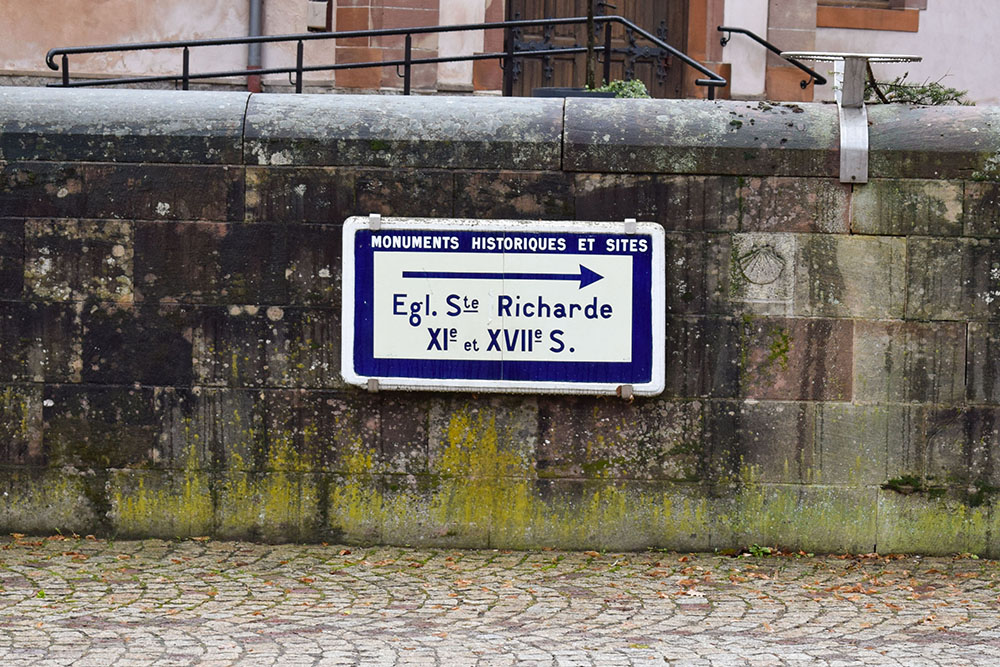 MONUMENTS HISTORIQUES ET SITES
Egl. Ste Richarde
XIe et XVIIe S.